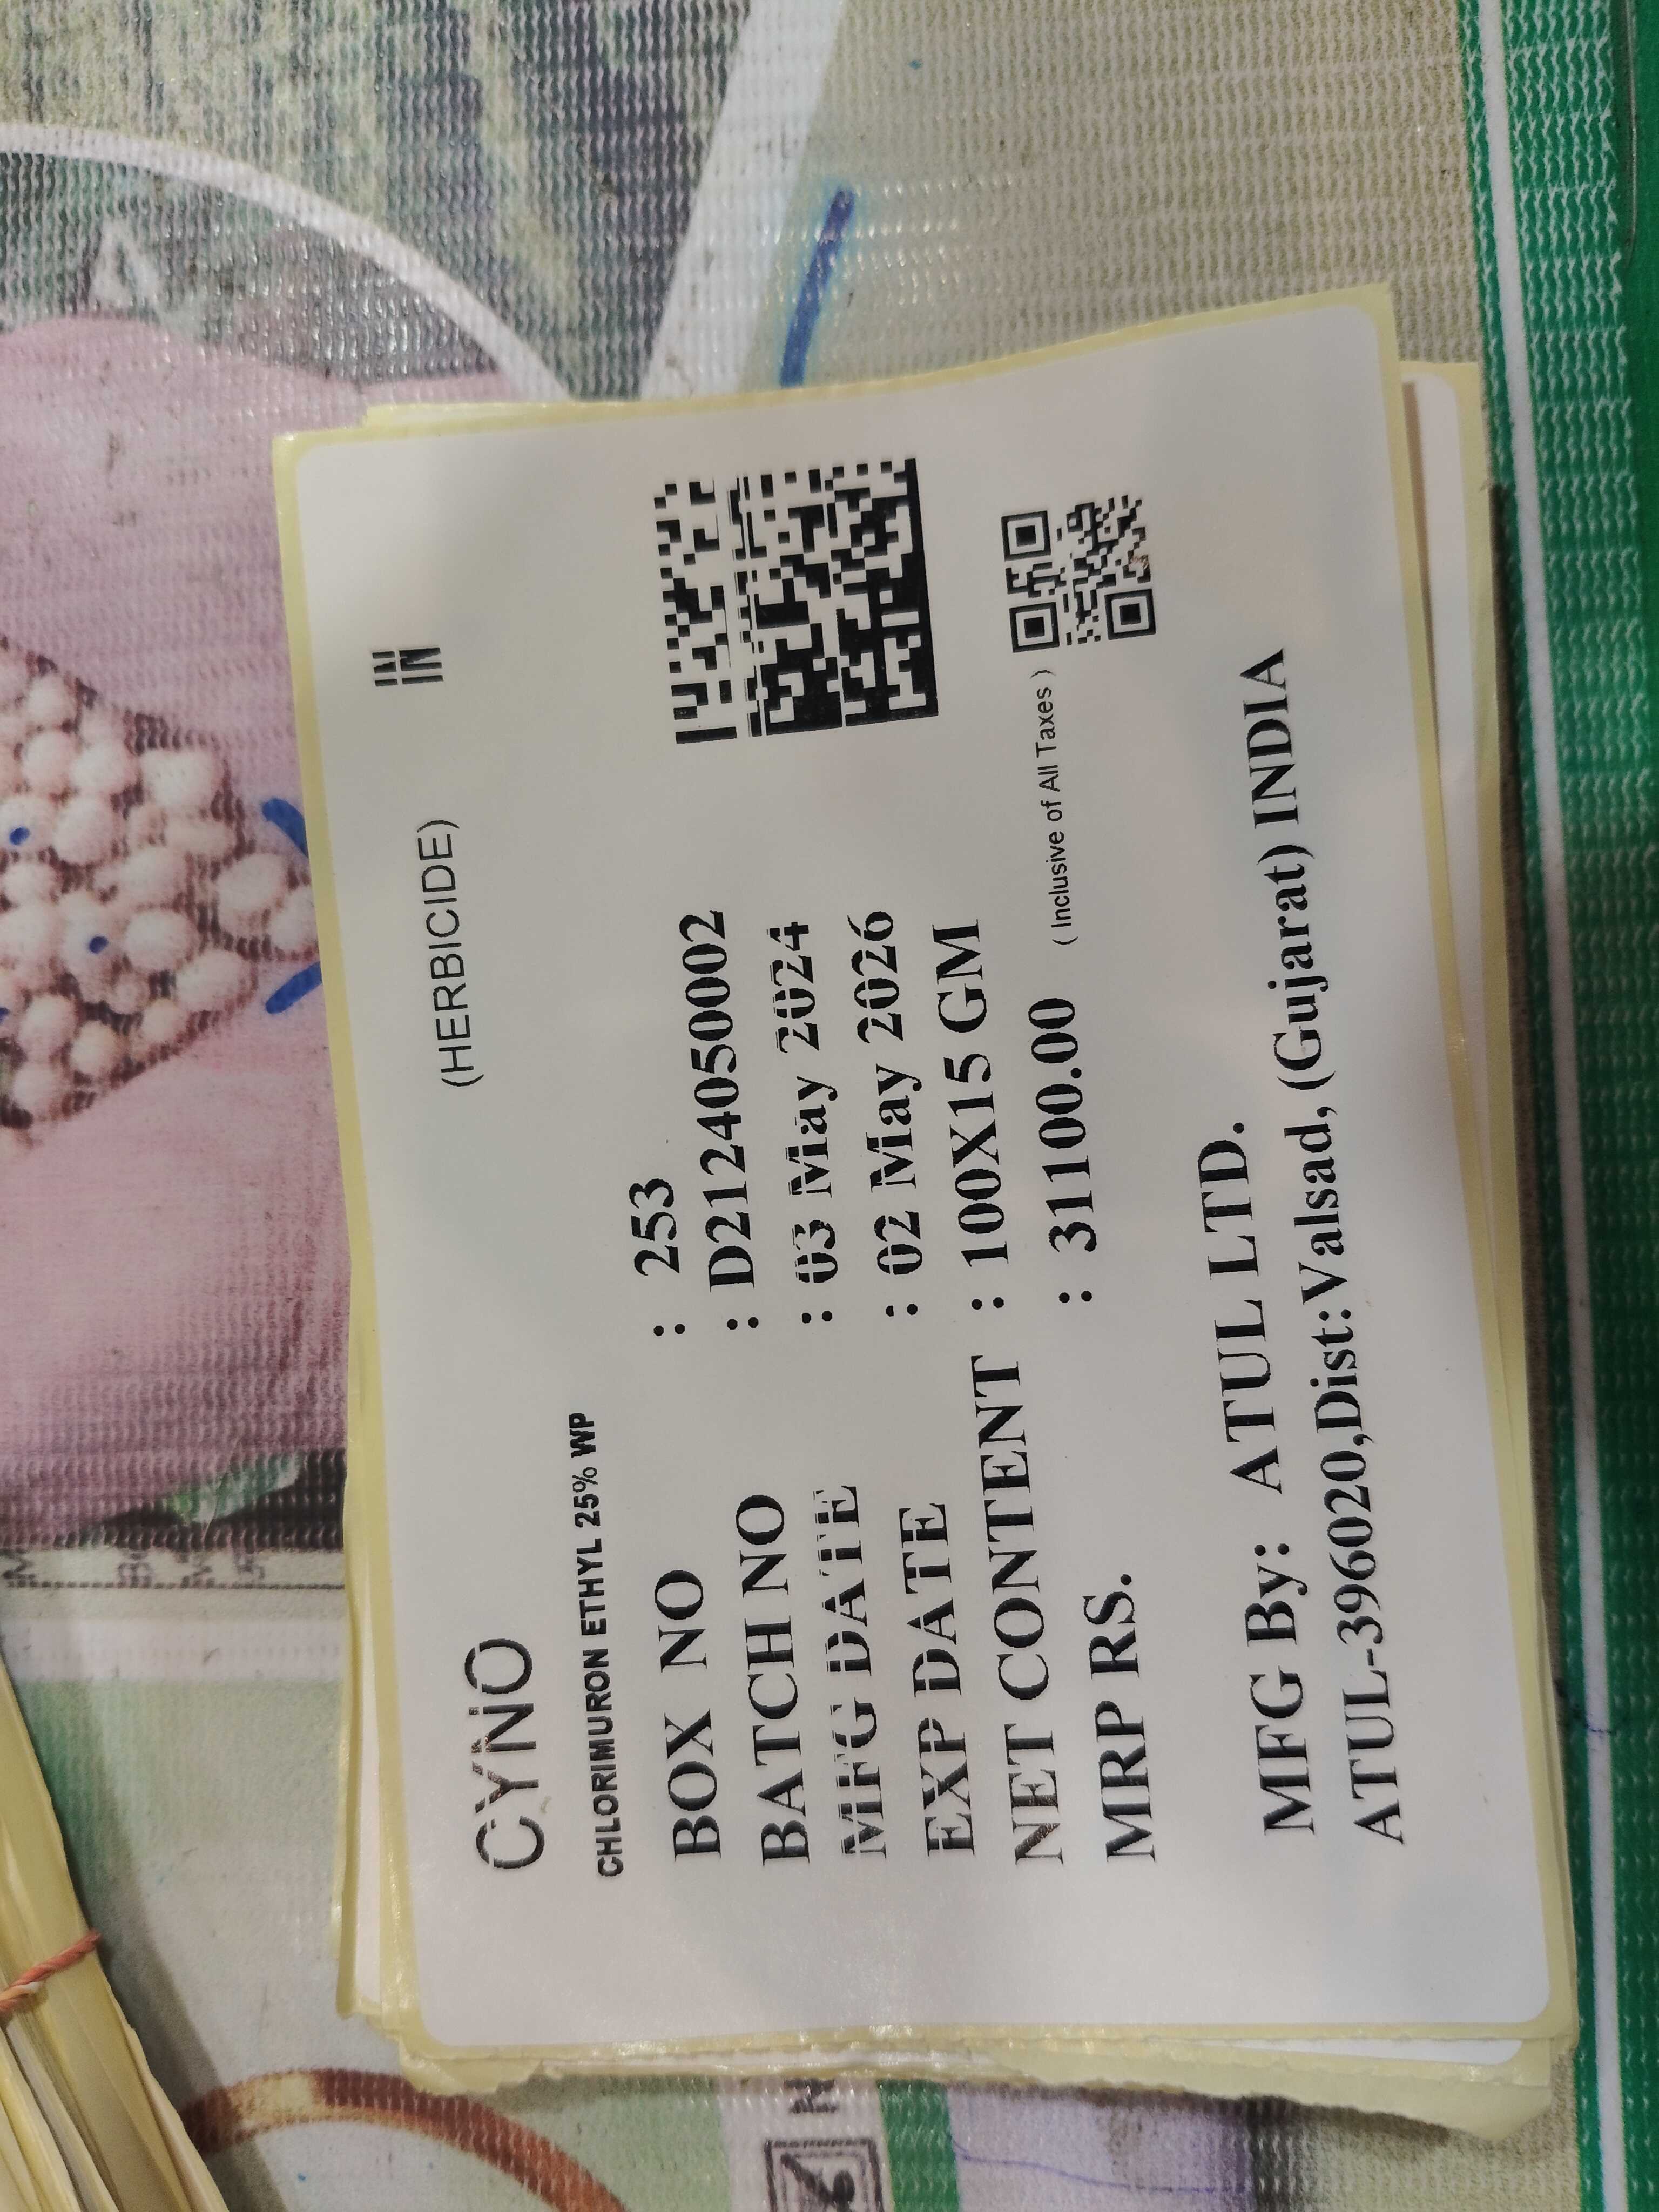 CYNO (HERBICIDE)
CHLORIMURON ETHYL 25% WP
BOX NO : 253
BATCH NO : D2124050002
MFG DATE : 03 May 2024
EXP DATE : 02 May 2026
NET CONTENT : 100X15 GM
MRP RS. : 31100.00 ( Inclusive of All Taxes )
MFG By: ATUL LTD.
ATUL-396020,Dist:Valsad, (Gujarat) INDIA